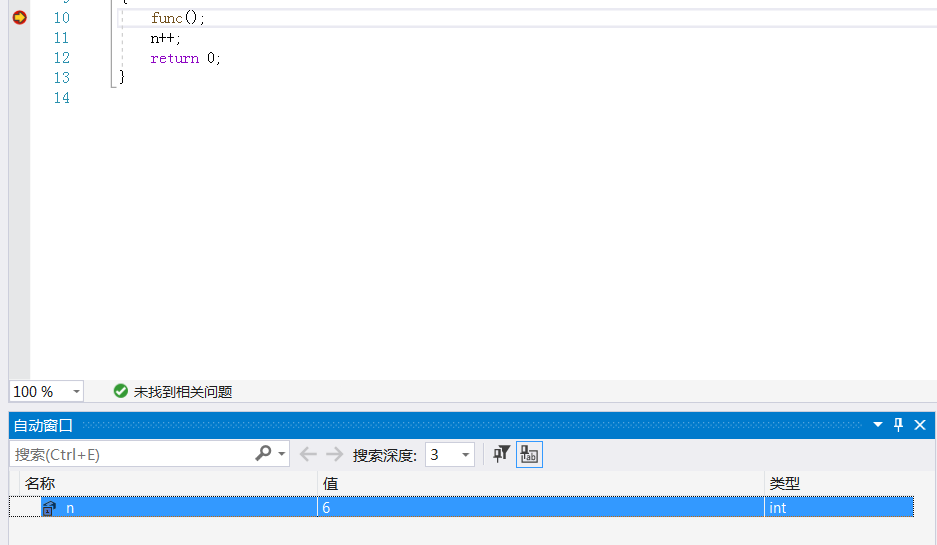 9 {
10 func();
11 n++;
12 return 0;
13 }
14
100 % 未找到相关问题
自动窗口
搜索(Ctrl+E) 搜索深度: 3
名称 值 类型
n 6 int